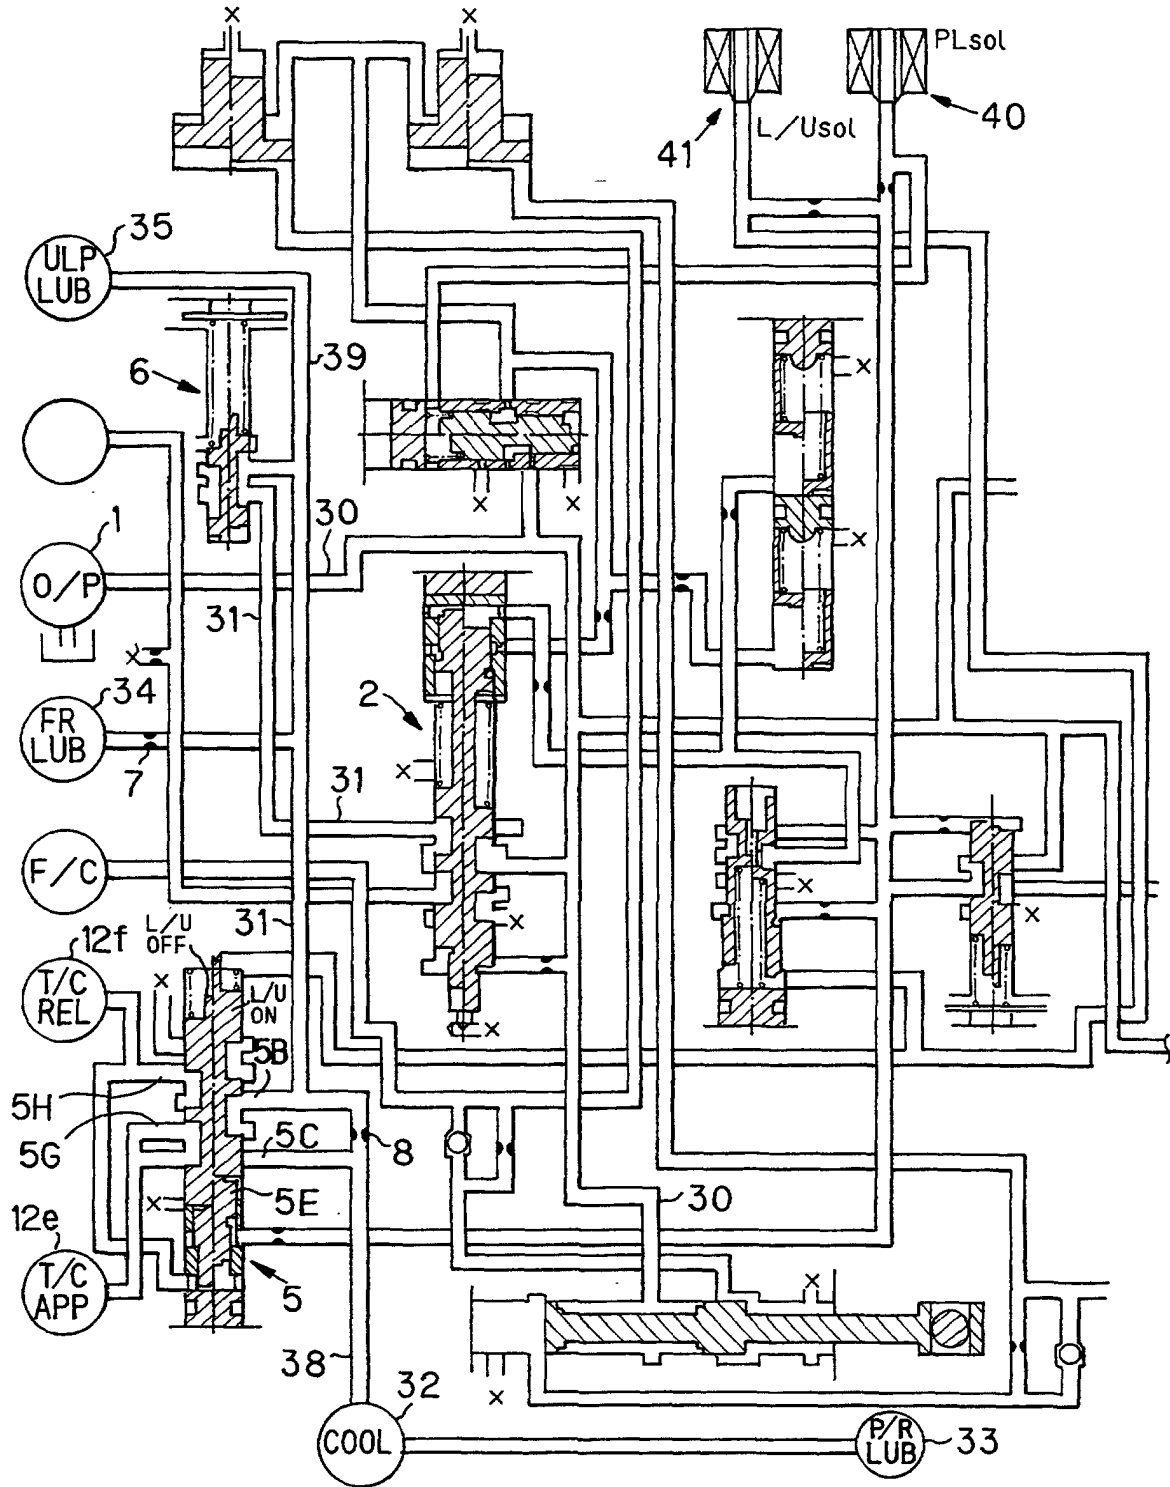 X
X
PLsol
40
L/Usol
41
35
ULP
LUB
39
6
X
1
30
X
X
X
O/P
31
X
34
FR
LUB
2
7
X
31
F/C
X
X
X
31
12f
L/U
OFF
T/C
REL
X
L/U
ON
X
5B
5H
5G
5C
8
5E
30
12e
X
T/C
APP
5
X
38
32
X
COOL
P/R
LUB
33